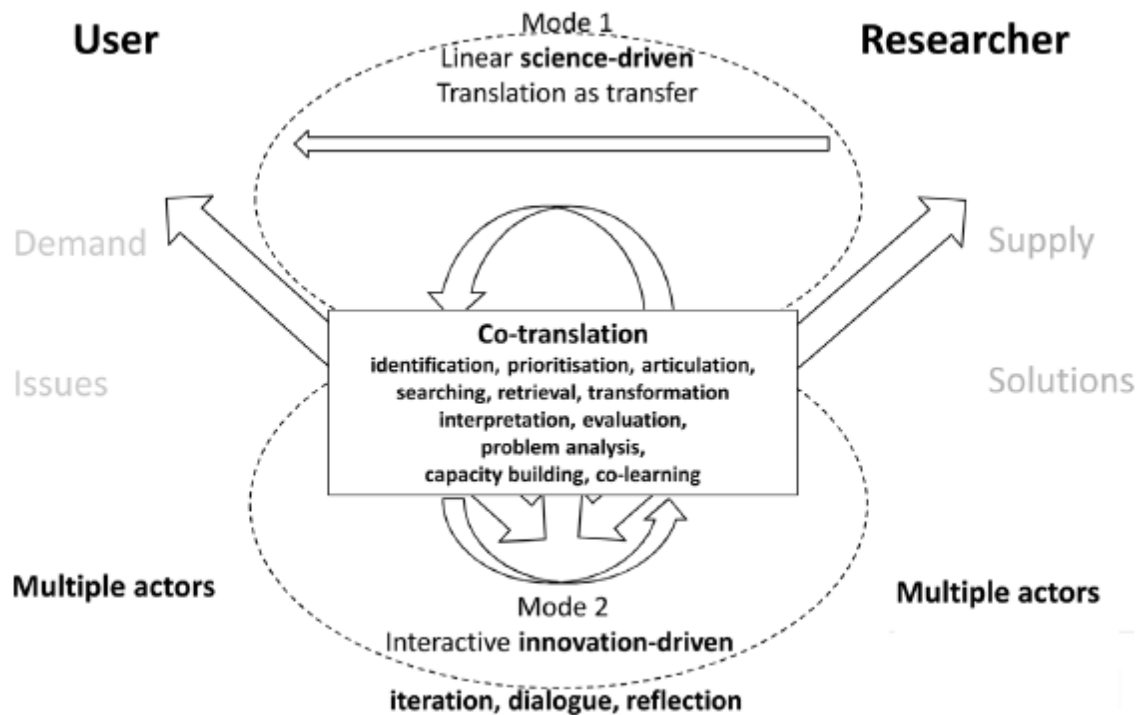 User
Mode 1
Researcher
Linear science-driven
Translation as transfer
Demand
Supply
Co-translation
identification, prioritisation, articulation,
searching, retrieval, transformation
interpretation, evaluation,
problem analysis,
capacity building, co-learning
Issues
Solutions
Multiple actors
Multiple actors
Mode 2
Interactive innovation-driven
iteration, dialogue, reflection